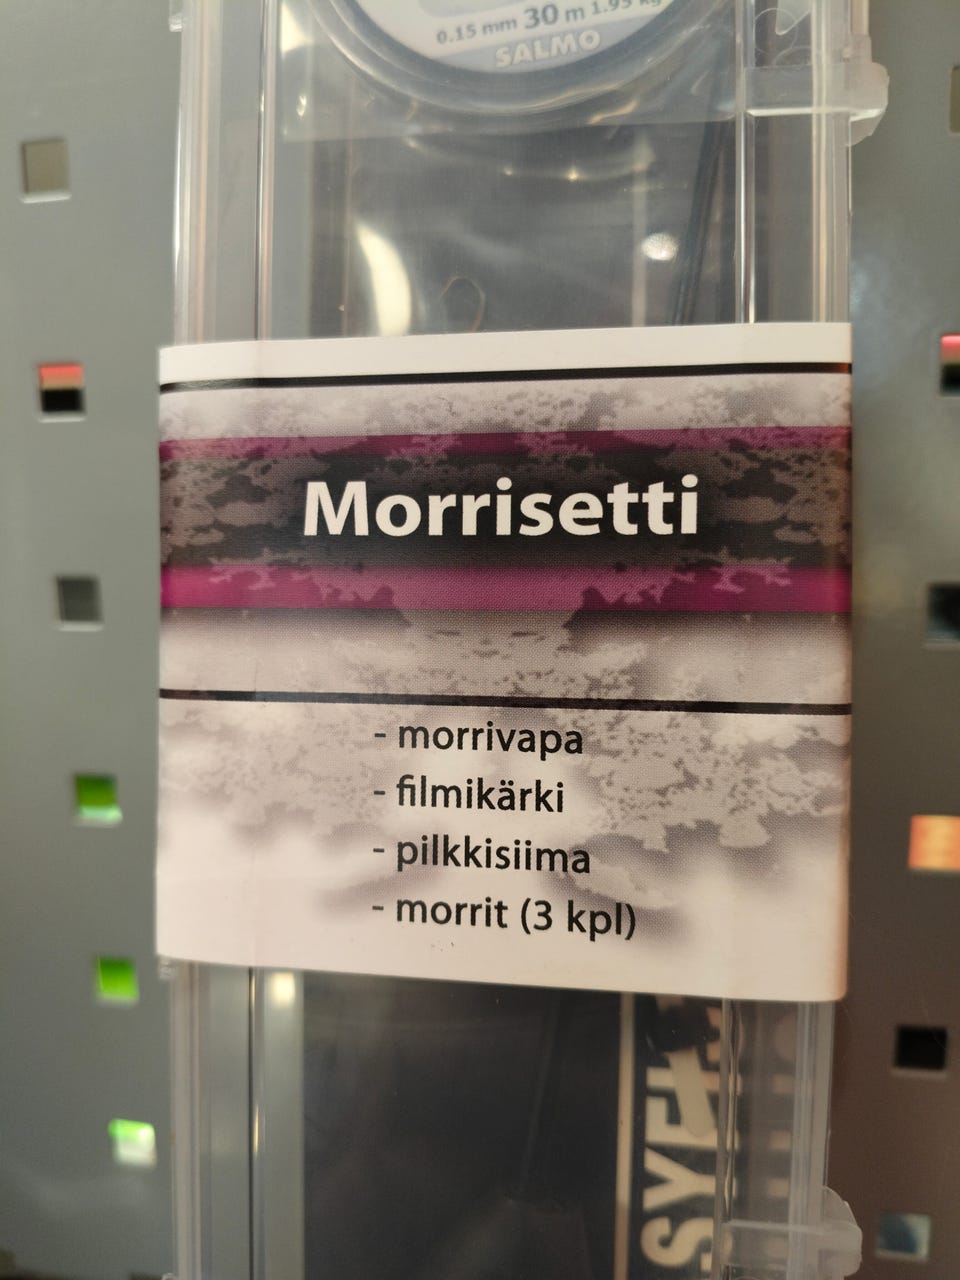 0.15 mm 30 m 1.95 kg
SALMO
Morrisetti
- morrivapa
- filmikärki
- pilkkisiima
- morrit (3 kpl)